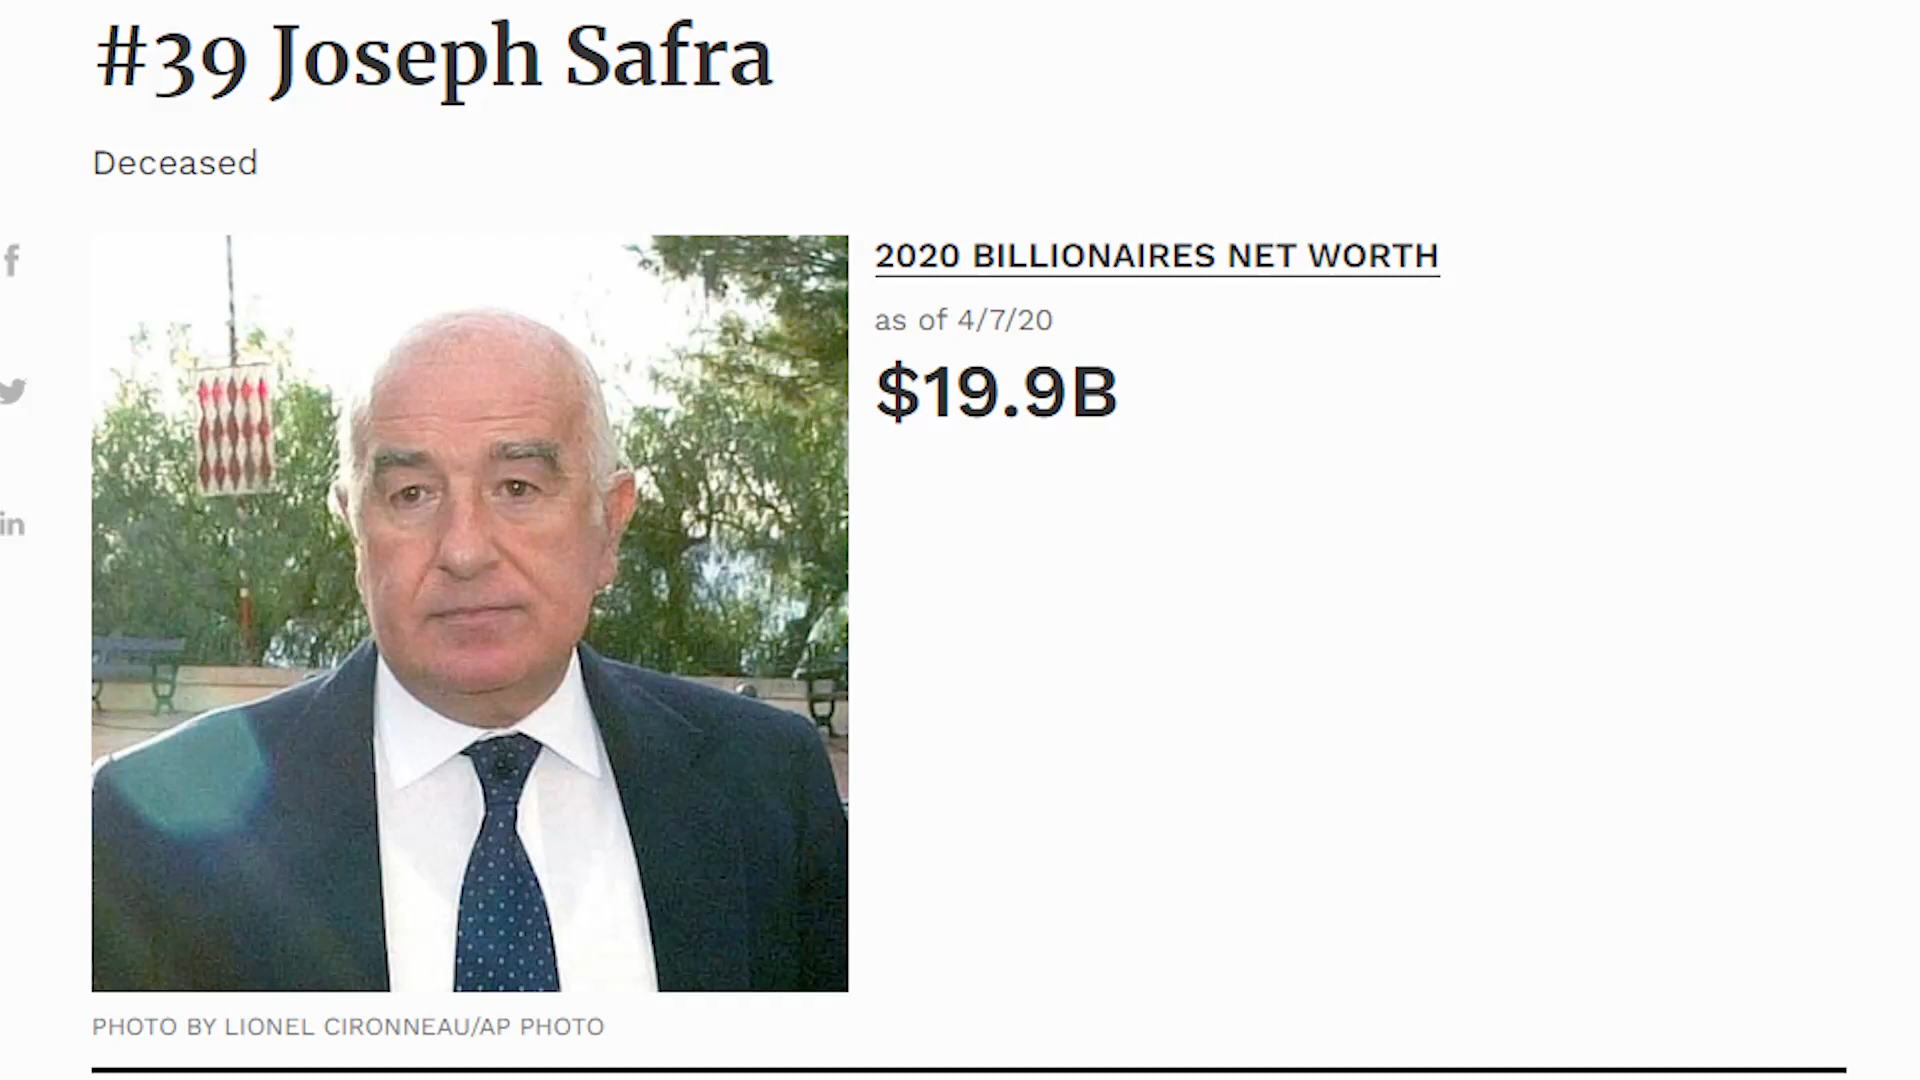 #39 Joseph Safra
Deceased
f
2020 BILLIONAIRES NET WORTH
as of 4/7/20
$19.9B
in
PHOTO BY LIONEL CIRONNEAU/AP PHOTO